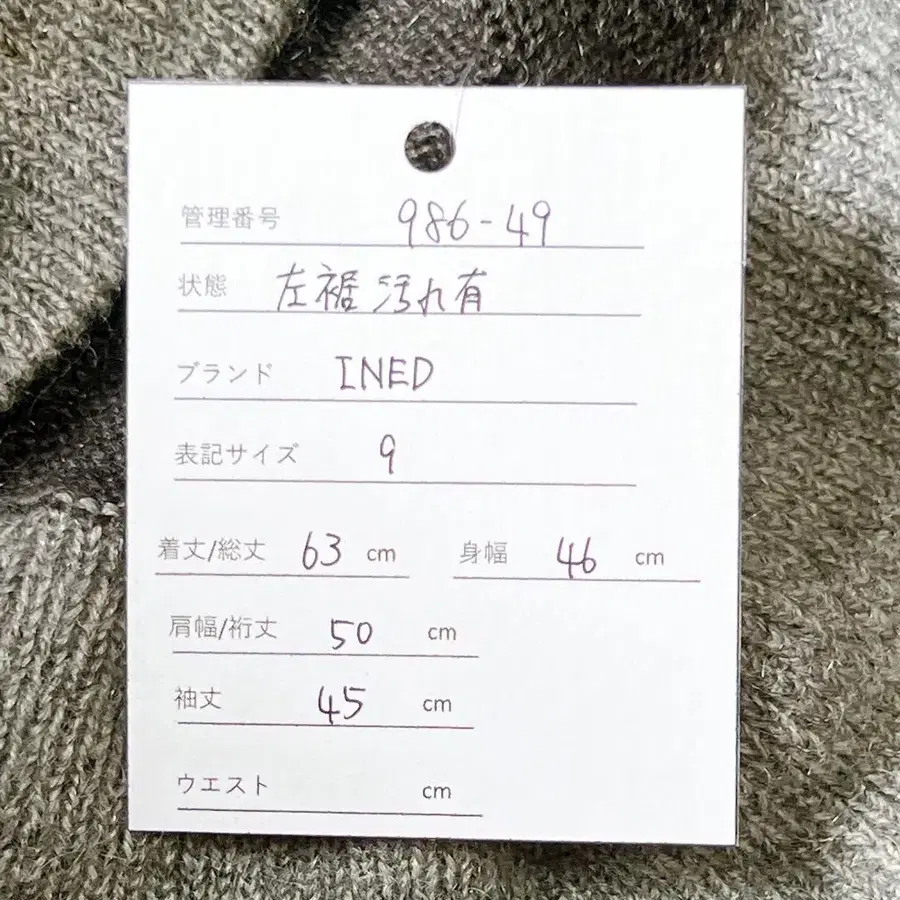 管理番号 986-49
状態 左裾汚れ有
ブランド INED
表記サイズ 9
着丈/総丈 63 cm 身幅 46 cm
肩幅/裄丈 50 cm
袖丈 45 cm
ウエスト cm